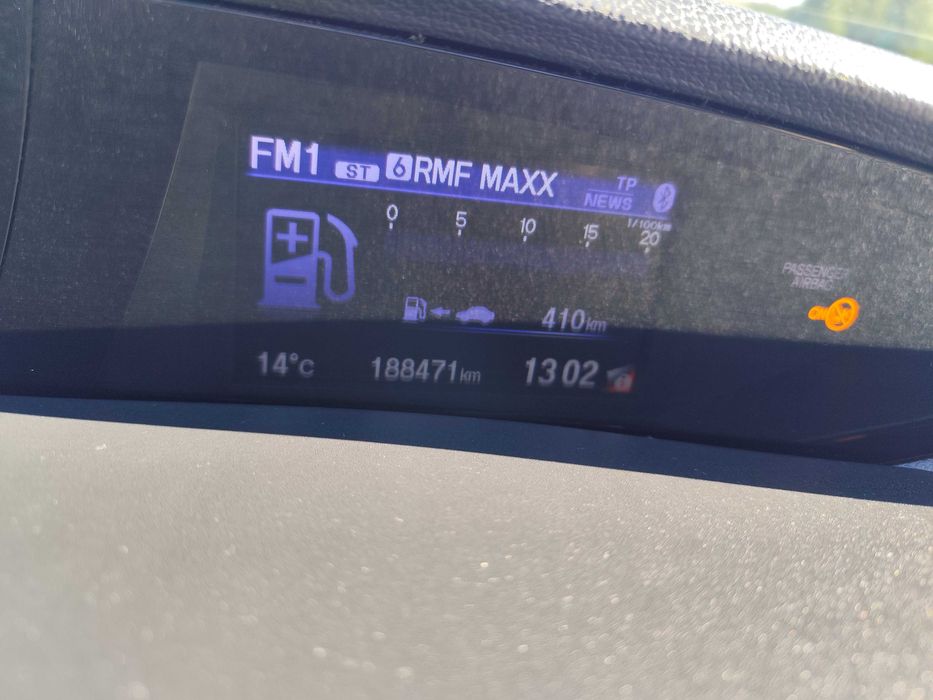 FM1 ST 6 RMF MAXX TP
NEWS
0 5 10 15 20
1/100km
PASSENGER
AIRBAG
410km
14°C 188471km 13 02